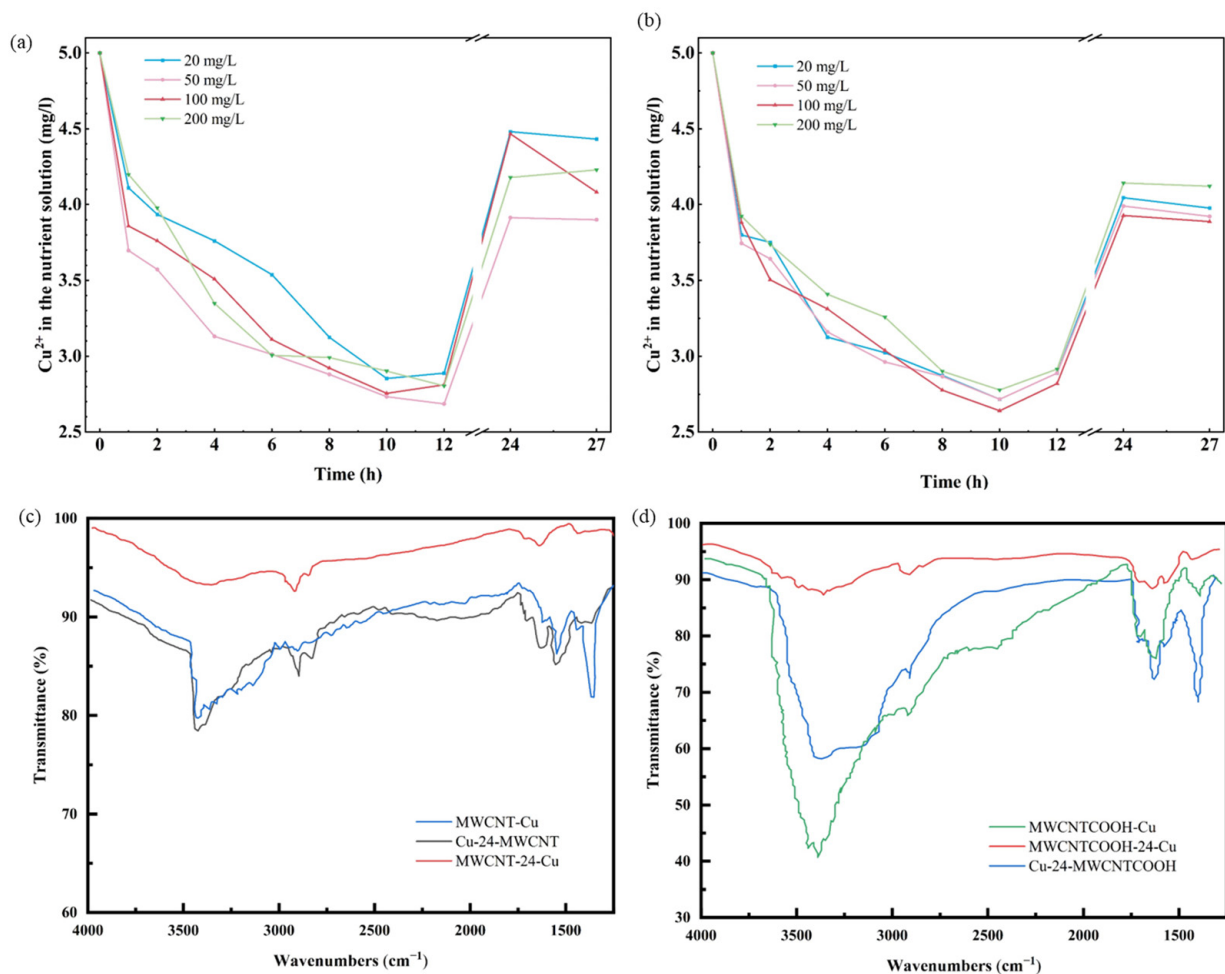 (a)
20 mg/L
50 mg/L
100 mg/L
200 mg/L
5.0
4.5
4.0
3.5
3.0
2.5
Cu²⁺ in the nutrient solution (mg/l)
0 2 4 6 8 10 12 24 27
Time (h)
(b)
20 mg/L
50 mg/L
100 mg/L
200 mg/L
5.0
4.5
4.0
3.5
3.0
2.5
Cu²⁺ in the nutrient solution (mg/l)
0 2 4 6 8 10 12 24 27
Time (h)
(c)
100
90
80
70
60
Transmittance (%)
MWCNT-Cu
Cu-24-MWCNT
MWCNT-24-Cu
4000 3500 3000 2500 2000 1500
Wavenumbers (cm⁻¹)
(d)
100
90
80
70
60
50
40
30
Transmittance (%)
MWCNTCOOH-Cu
MWCNTCOOH-24-Cu
Cu-24-MWCNTCOOH
4000 3500 3000 2500 2000 1500
Wavenumbers (cm⁻¹)